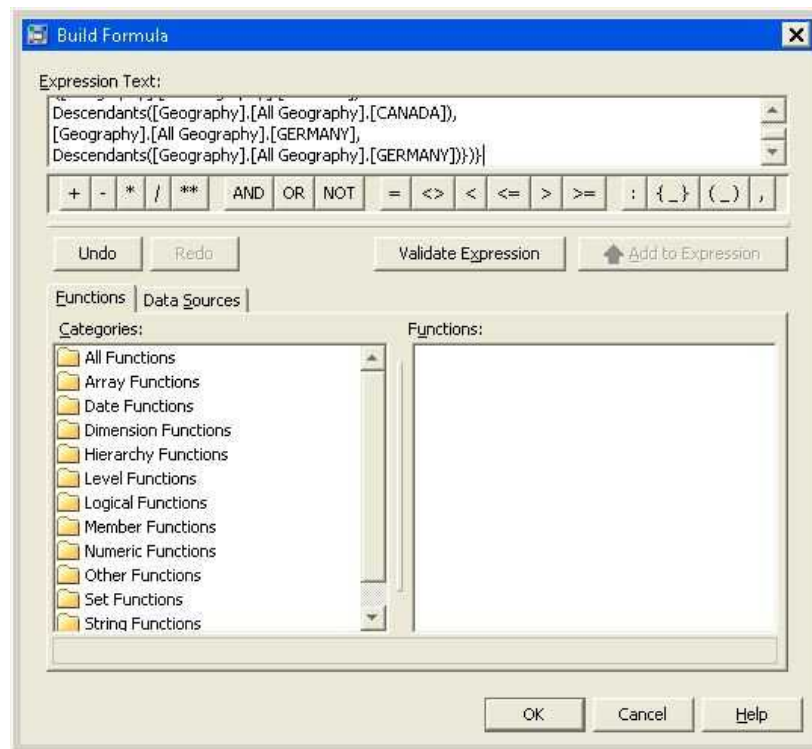 Build Formula
Expression Text:
Descendants([Geography].[All Geography].[CANADA]),
[Geography].[All Geography].[GERMANY],
Descendants([Geography].[All Geography].[GERMANY])})}
+ - * / ** AND OR NOT = <> < <= > >= : {_} (_) ,
Undo Redo Validate Expression Add to Expression
Functions Data Sources
Categories: Functions:
All Functions
Array Functions
Date Functions
Dimension Functions
Hierarchy Functions
Level Functions
Logical Functions
Member Functions
Numeric Functions
Other Functions
Set Functions
String Functions
OK Cancel Help